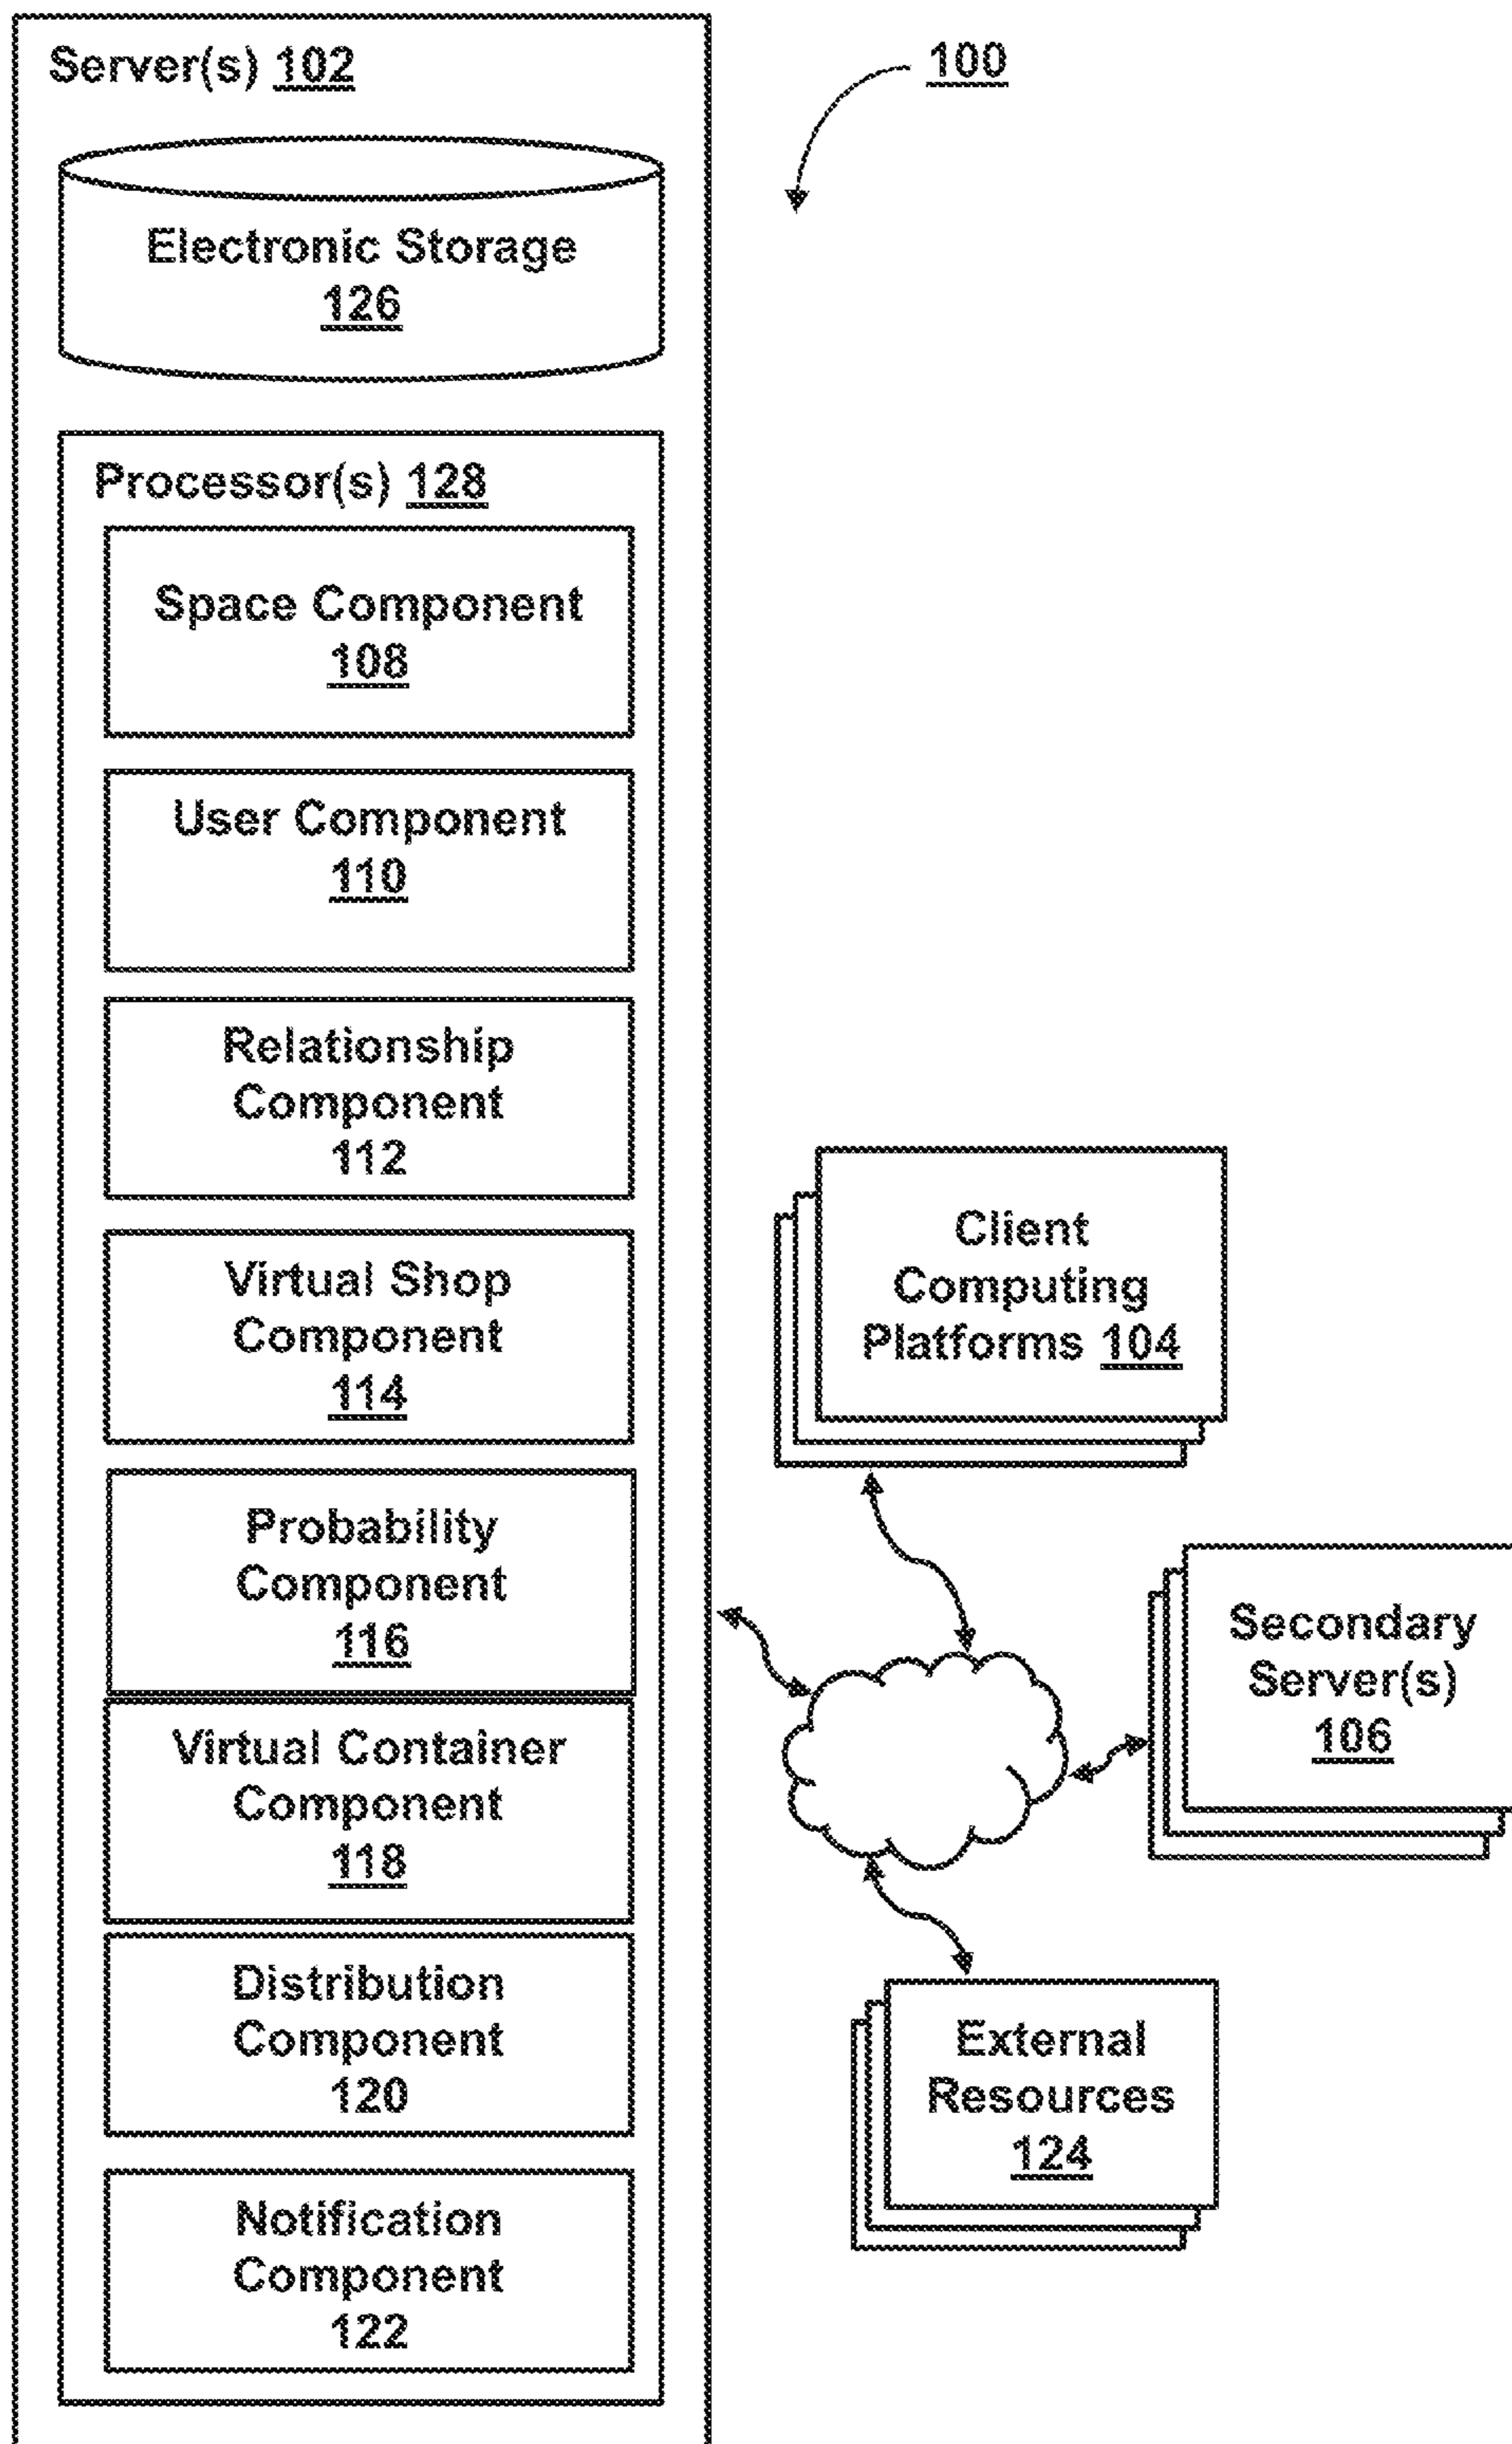 Server(s) 102
100
Electronic Storage
126
Processor(s) 128
Space Component
108
User Component
110
Relationship
Component
112
Virtual Shop
Component
114
Probability
Component
116
Virtual Container
Component
118
Distribution
Component
120
Notification
Component
122
Client
Computing
Platforms 104
Secondary
Server(s)
106
External
Resources
124